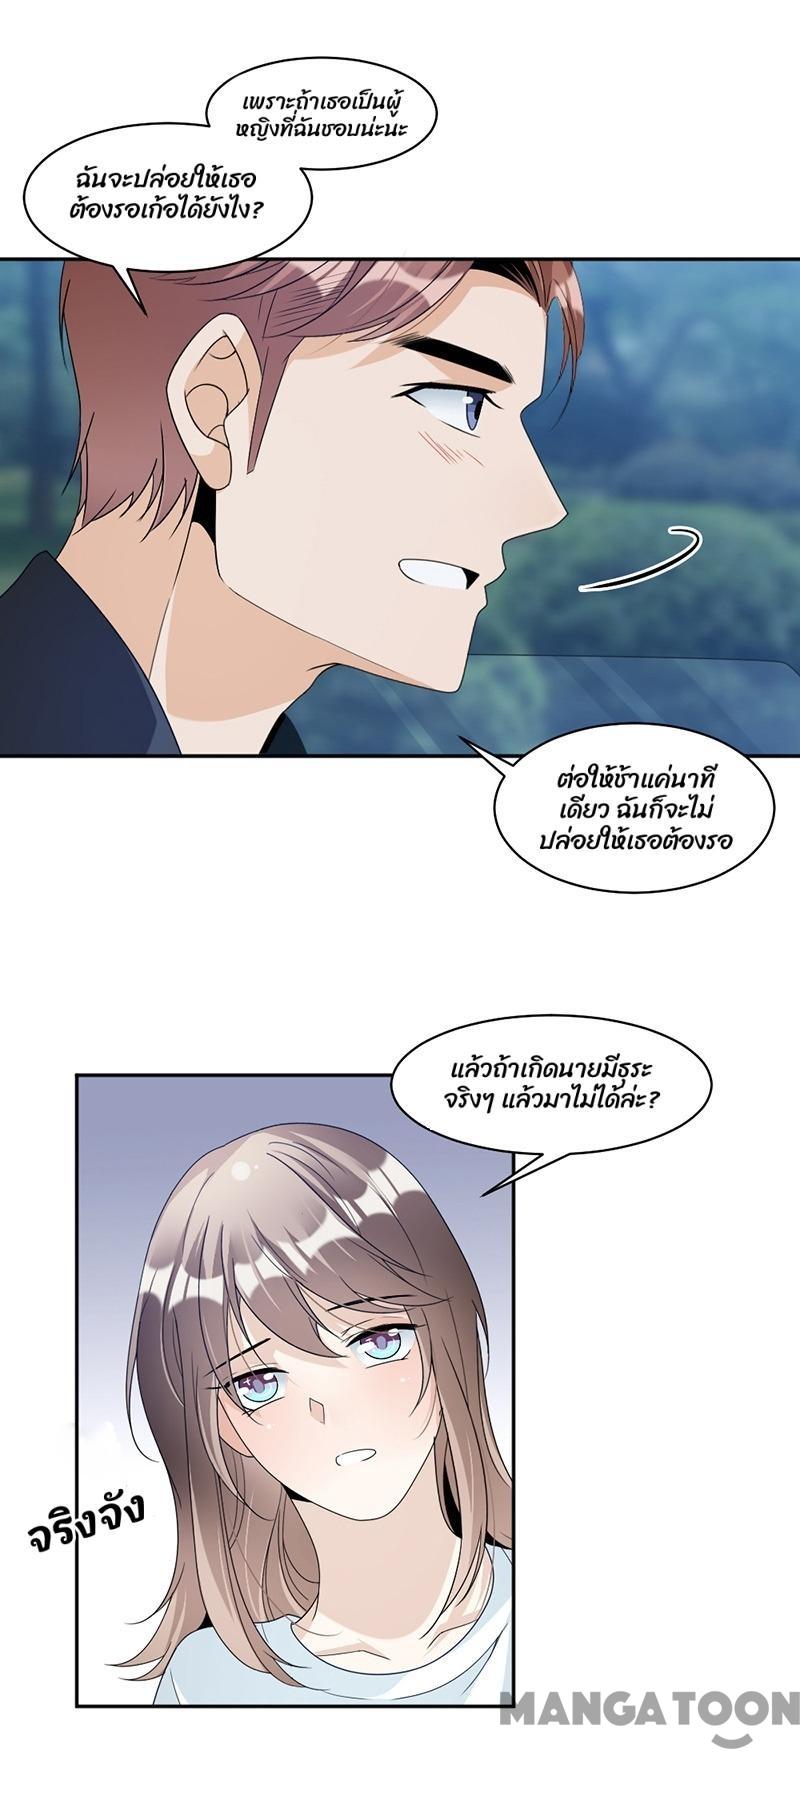 เพราะถ้าเธอเป็นผู้
หญิงที่ฉันชอบน่ะนะ
ฉันจะปล่อยให้เธอ
ต้องรอเก้อได้ยังไง?
ต่อให้ช้าแค่นาที
เดียว ฉันก็จะไม่
ปล่อยให้เธอต้องรอ
แล้วถ้าเกิดนายมีธุระ
จริงๆ แล้วมาไม่ได้ล่ะ?
จริงจัง
MANGATOON